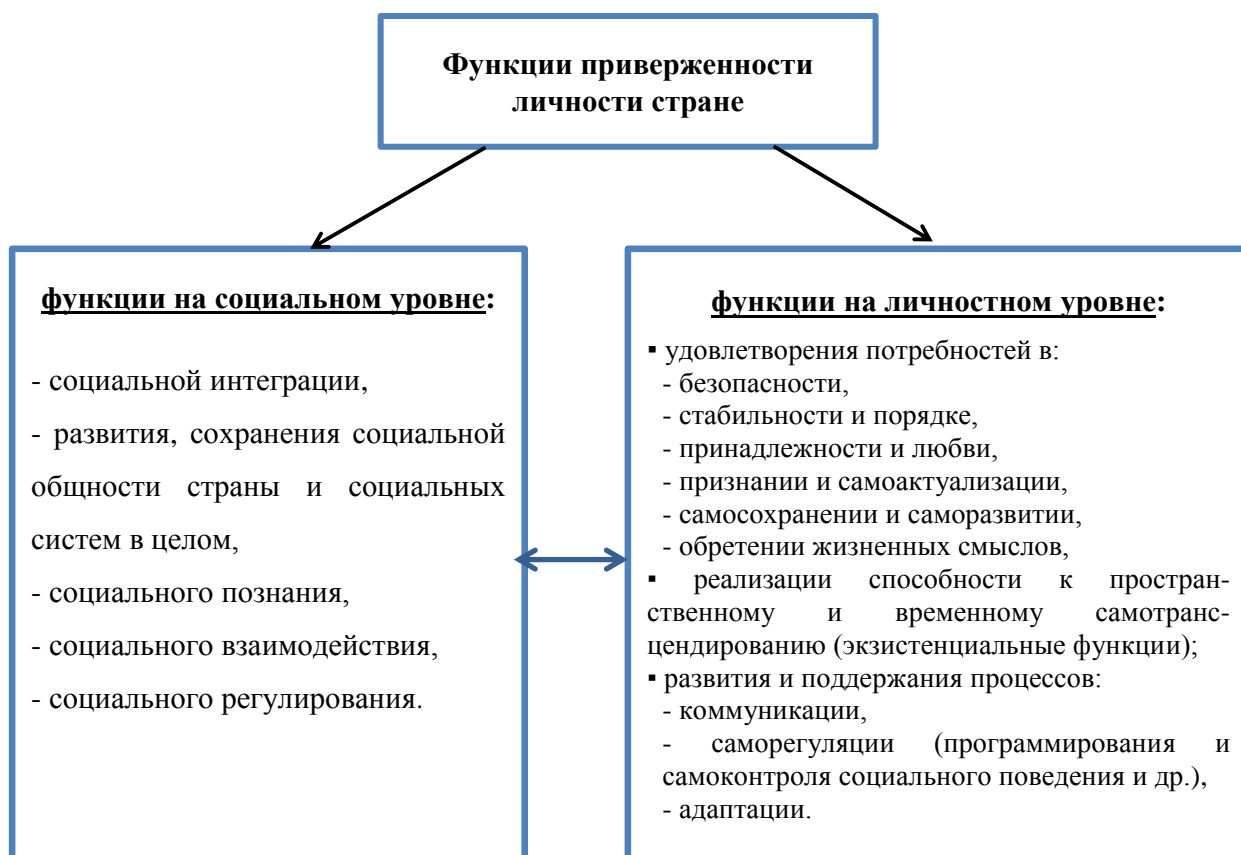 Функции приверженности
личности стране
функции на социальном уровне:
- социальной интеграции,
- развития, сохранения социальной
общности страны и социальных
систем в целом,
- социального познания,
- социального взаимодействия,
- социального регулирования.
функции на личностном уровне:
▪ удовлетворения потребностей в:
- безопасности,
- стабильности и порядке,
- принадлежности и любви,
- признании и самоактуализации,
- самосохранении и саморазвитии,
- обретении жизненных смыслов,
▪ реализации способности к простран-
ственному и временному самотранс-
цендированию (экзистенциальные функции);
▪ развития и поддержания процессов:
- коммуникации,
- саморегуляции (программирования и
самоконтроля социального поведения и др.),
- адаптации.